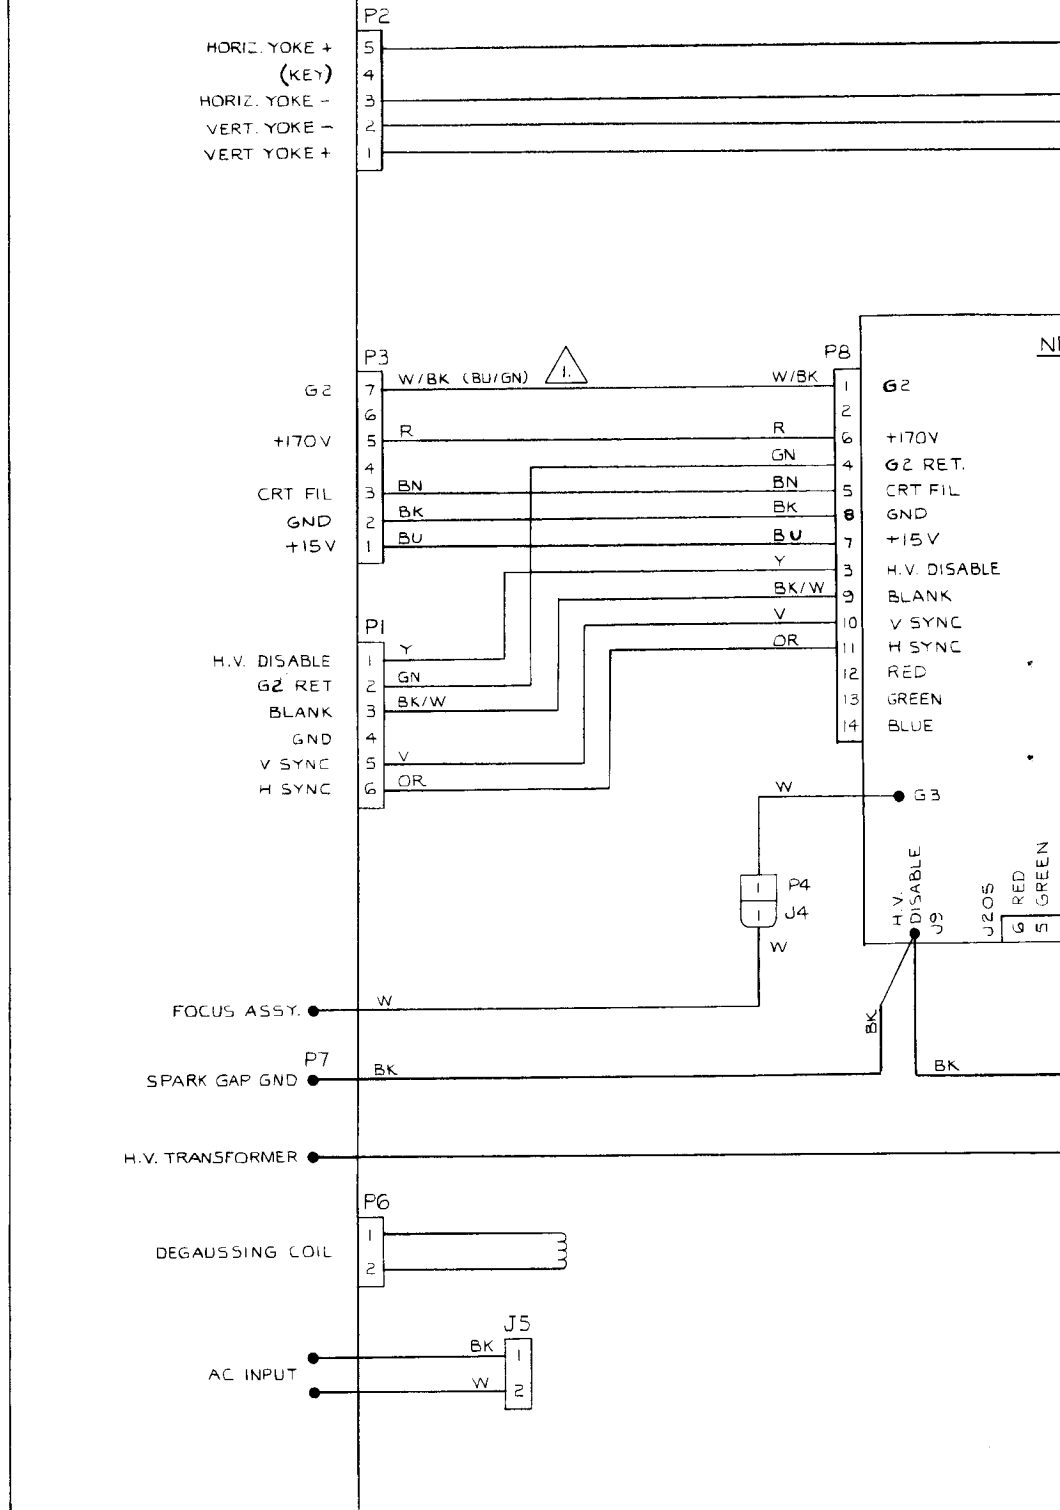 P2
HORIZ. YOKE + 5
(KEY) 4
HORIZ. YOKE - 3
VERT. YOKE - 2
VERT YOKE + 1
P3
G2 7 W/BK (BU/GN) 1.
6
+170V 5 R
4
CRT FIL 3 BN
GND 2 BK
+15V 1 BU
P1
H.V. DISABLE 1 Y
G2 RET 2 GN
BLANK 3 BK/W
GND 4
V SYNC 5 V
H SYNC 6 OR
P8
W/BK 1 G2
2
R 6 +170V
GN 4 G2 RET.
BN 5 CRT FIL
BK 8 GND
BU 7 +15V
Y 3 H.V. DISABLE
BK/W 9 BLANK
V 10 V SYNC
OR 11 H SYNC
12 RED
13 GREEN
14 BLUE
W G3
1 P4
1 J4
W
H.V.
DISABLE
J9
J205
6 RED
5 GREEN
FOCUS ASSY. W
BK
P7
SPARK GAP GND BK
BK
H.V. TRANSFORMER
P6
1
DEGAUSSING COIL
2
J5
BK 1
AC INPUT
W 2